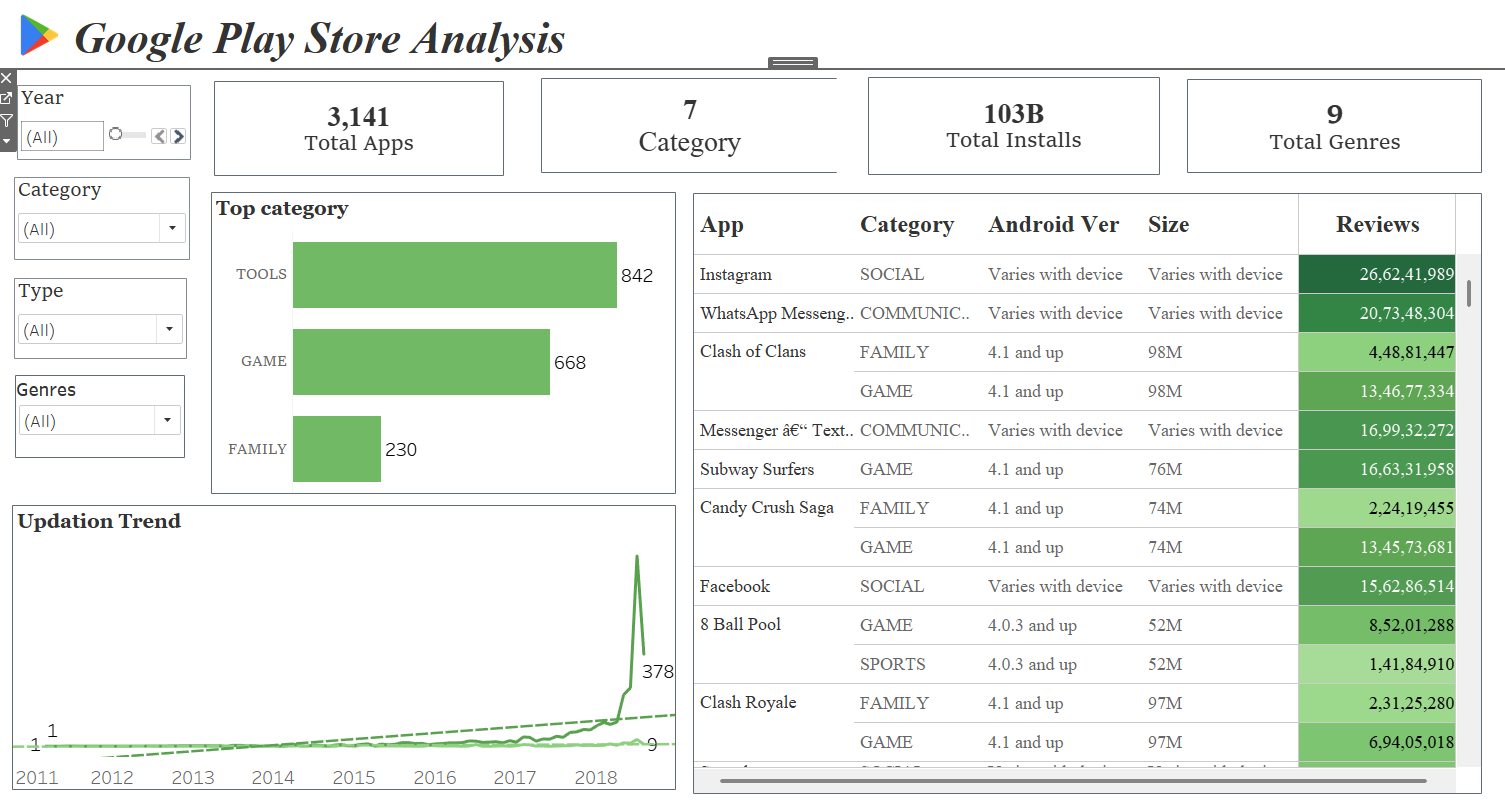 Google Play Store Analysis
Year
(All)
3,141
Total Apps
7
Category
103B
Total Installs
9
Total Genres
Category
(All)
Type
(All)
Genres
(All)
Top category
TOOLS 842
GAME 668
FAMILY 230
App Category Android Ver Size Reviews
Instagram SOCIAL Varies with device Varies with device 26,62,41,989
WhatsApp Messeng.. COMMUNIC.. Varies with device Varies with device 20,73,48,304
Clash of Clans FAMILY 4.1 and up 98M 4,48,81,447
GAME 4.1 and up 98M 13,46,77,334
Messenger â€“ Text.. COMMUNIC.. Varies with device Varies with device 16,99,32,272
Subway Surfers GAME 4.1 and up 76M 16,63,31,958
Candy Crush Saga FAMILY 4.1 and up 74M 2,24,19,455
GAME 4.1 and up 74M 13,45,73,681
Facebook SOCIAL Varies with device Varies with device 15,62,86,514
8 Ball Pool GAME 4.0.3 and up 52M 8,52,01,288
SPORTS 4.0.3 and up 52M 1,41,84,910
Clash Royale FAMILY 4.1 and up 97M 2,31,25,280
GAME 4.1 and up 97M 6,94,05,018
Updation Trend
378
1
1
9
2011 2012 2013 2014 2015 2016 2017 2018